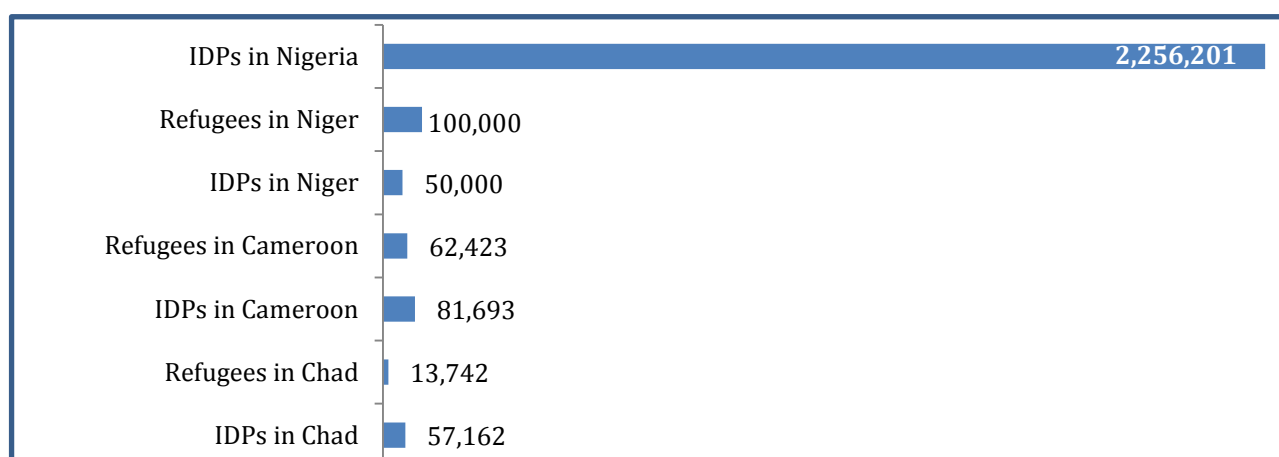 IDPs in Nigeria 2,256,201
Refugees in Niger 100,000
IDPs in Niger 50,000
Refugees in Cameroon 62,423
IDPs in Cameroon 81,693
Refugees in Chad 13,742
IDPs in Chad 57,162